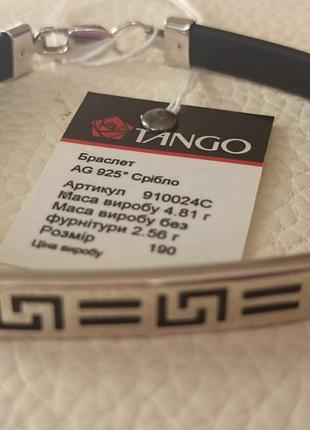 TANGO
Браслет
AG 925° Срібло
Артикул 910024С
Маса виробу 4.81 г
Маса виробу без
фурнітури 2.56 г
Розмір 190
Ціна виробу